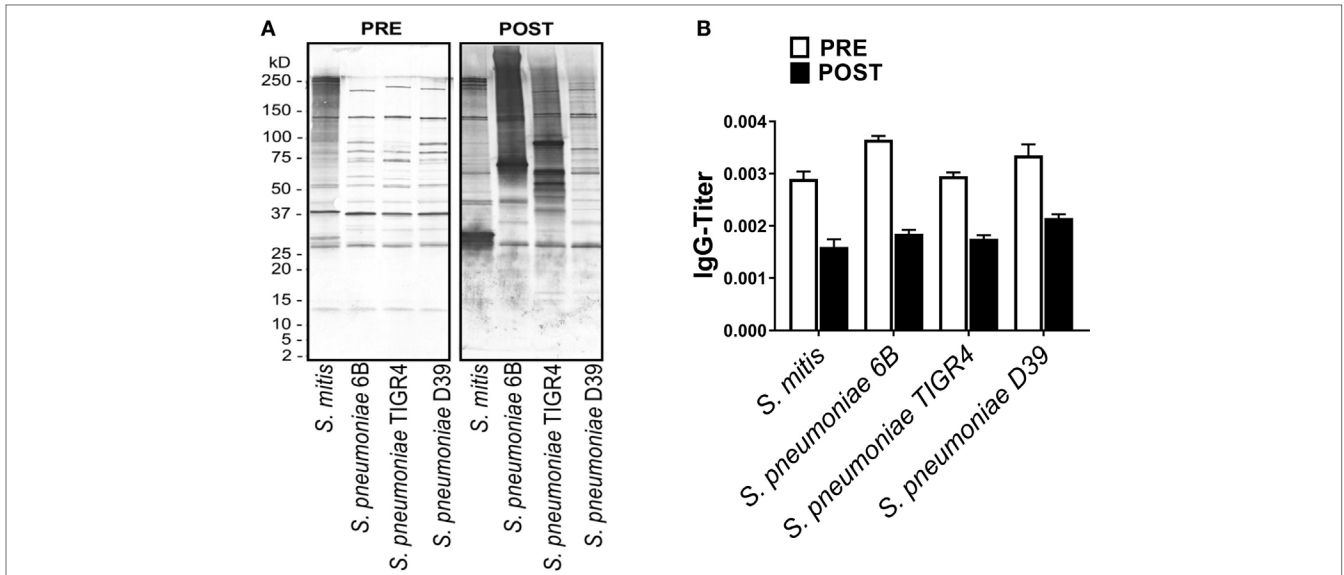 A
PRE
POST
kD
250 -
150 -
100 -
75 -
50 -
37 -
25 -
20 -
15 -
10 -
5 -
2 -
S. mitis
S. pneumoniae 6B
S. pneumoniae TIGR4
S. pneumoniae D39
S. mitis
S. pneumoniae 6B
S. pneumoniae TIGR4
S. pneumoniae D39
B
PRE
POST
IgG-Titer
0.004
0.003
0.002
0.001
0.000
S. mitis
S. pneumoniae 6B
S. pneumoniae TIGR4
S. pneumoniae D39